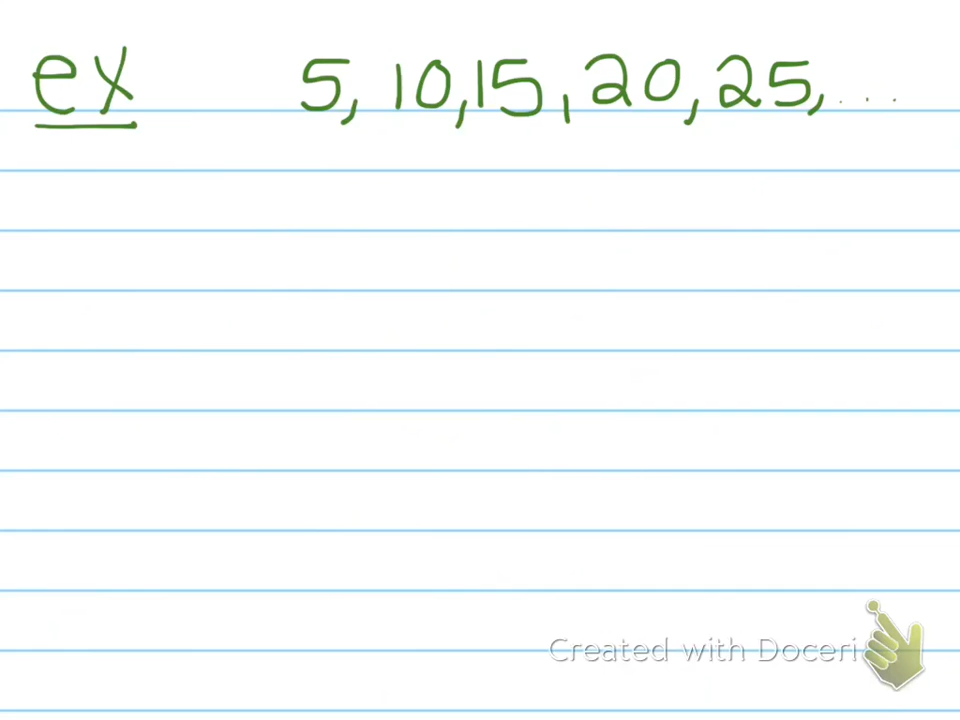 ex 5, 10, 15, 20, 25, ...
Created with Doceri